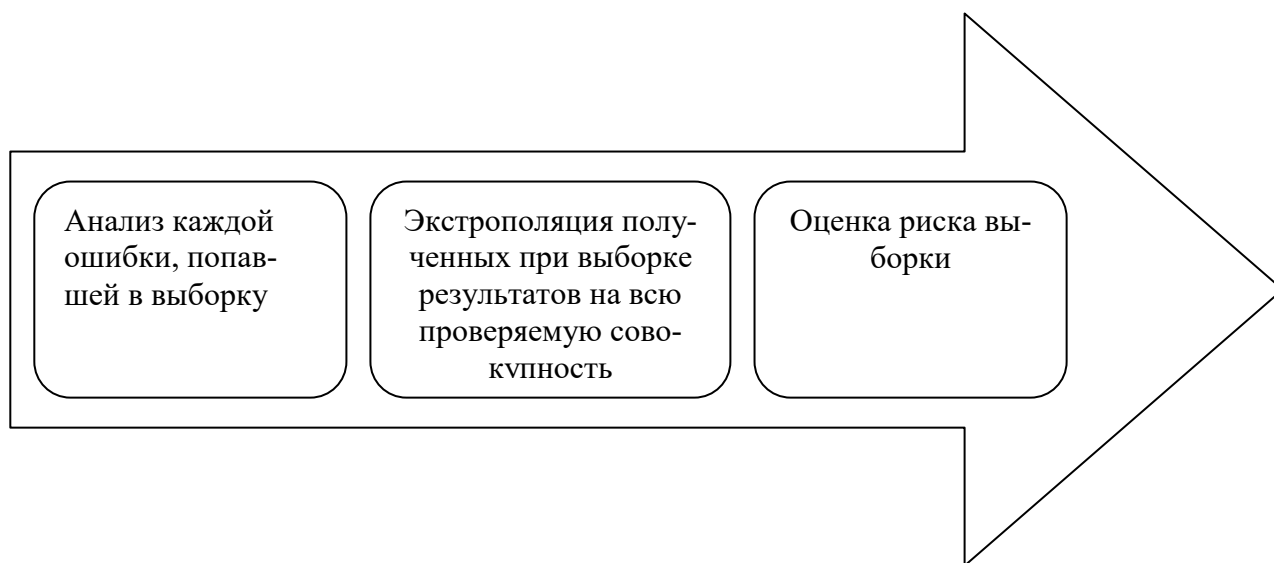 Анализ каждой
ошибки, попав-
шей в выборку
Экстрополяция полу-
ченных при выборке
результатов на всю
проверяемую сово-
купность
Оценка риска вы-
борки